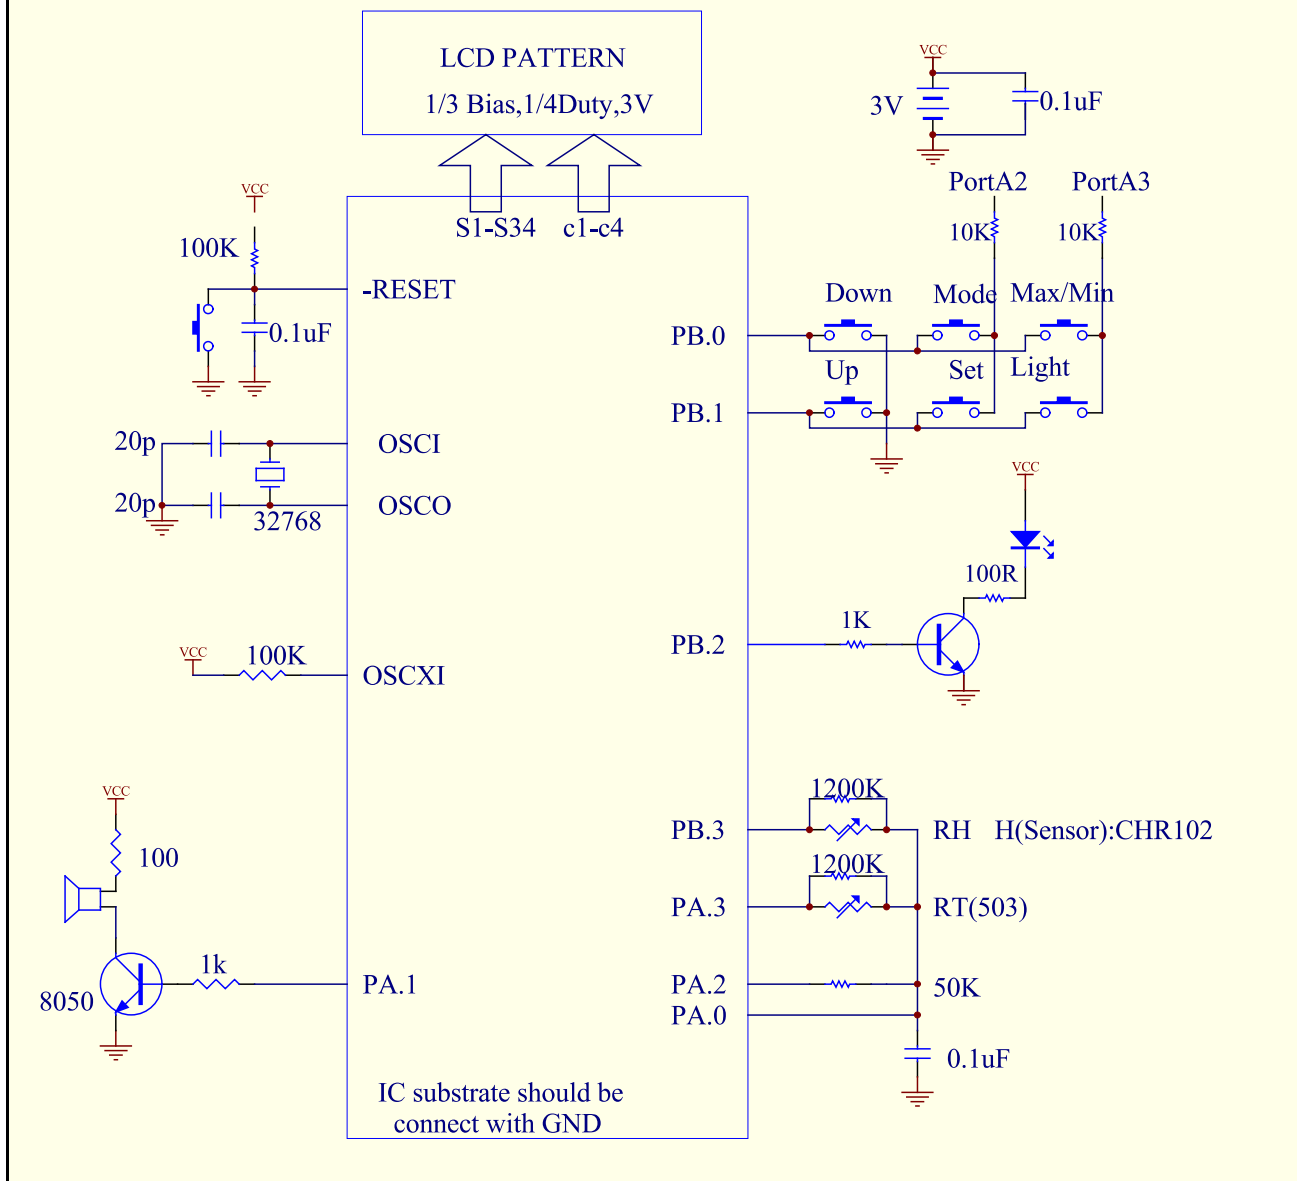 LCD PATTERN
1/3 Bias,1/4Duty,3V
VCC
3V
0.1uF
S1-S34
c1-c4
PortA2
PortA3
10K
10K
VCC
100K
-RESET
0.1uF
Down
Mode
Max/Min
PB.0
Up
Set
Light
PB.1
20p
OSCI
20p
OSCO
32768
VCC
100R
1K
PB.2
VCC
100K
OSCXI
1200K
PB.3
RH
H(Sensor):CHR102
1200K
PA.3
RT(503)
VCC
100
1k
8050
PA.1
PA.2
50K
PA.0
0.1uF
IC substrate should be
connect with GND